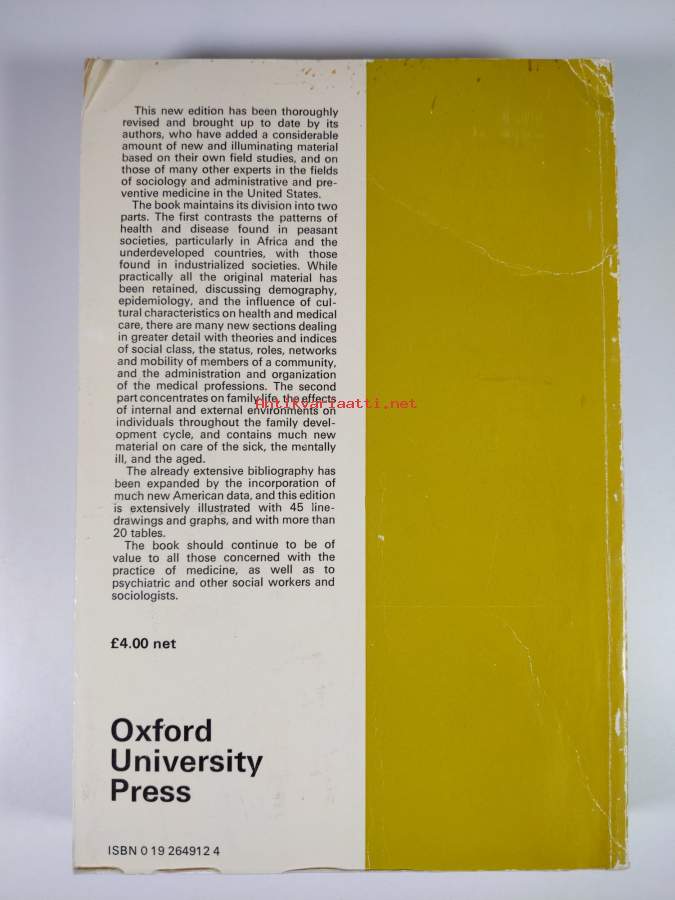 This new edition has been thoroughly
revised and brought up to date by its
authors, who have added a considerable
amount of new and illuminating material
based on their own field studies, and on
those of many other experts in the fields
of sociology and administrative and pre-
ventive medicine in the United States.
The book maintains its division into two
parts. The first contrasts the patterns of
health and disease found in peasant
societies, particularly in Africa and the
underdeveloped countries, with those
found in industrialized societies. While
practically all the original material has
been retained, discussing demography,
epidemiology, and the influence of cul-
tural characteristics on health and medical
care, there are many new sections dealing
in greater detail with theories and indices
of social class, the status, roles, networks
and mobility of members of a community,
and the administration and organization
of the medical professions. The second
part concentrates on family life, the effects
of internal and external environments on
individuals throughout the family devel-
opment cycle, and contains much new
material on care of the sick, the mentally
ill, and the aged.
The already extensive bibliography has
been expanded by the incorporation of
much new American data, and this edition
is extensively illustrated with 45 line-
drawings and graphs, and with more than
20 tables.
The book should continue to be of
value to all those concerned with the
practice of medicine, as well as to
psychiatric and other social workers and
sociologists.
£4.00 net
Oxford
University
Press
ISBN 0 19 264912 4
Antikvariaatti.net